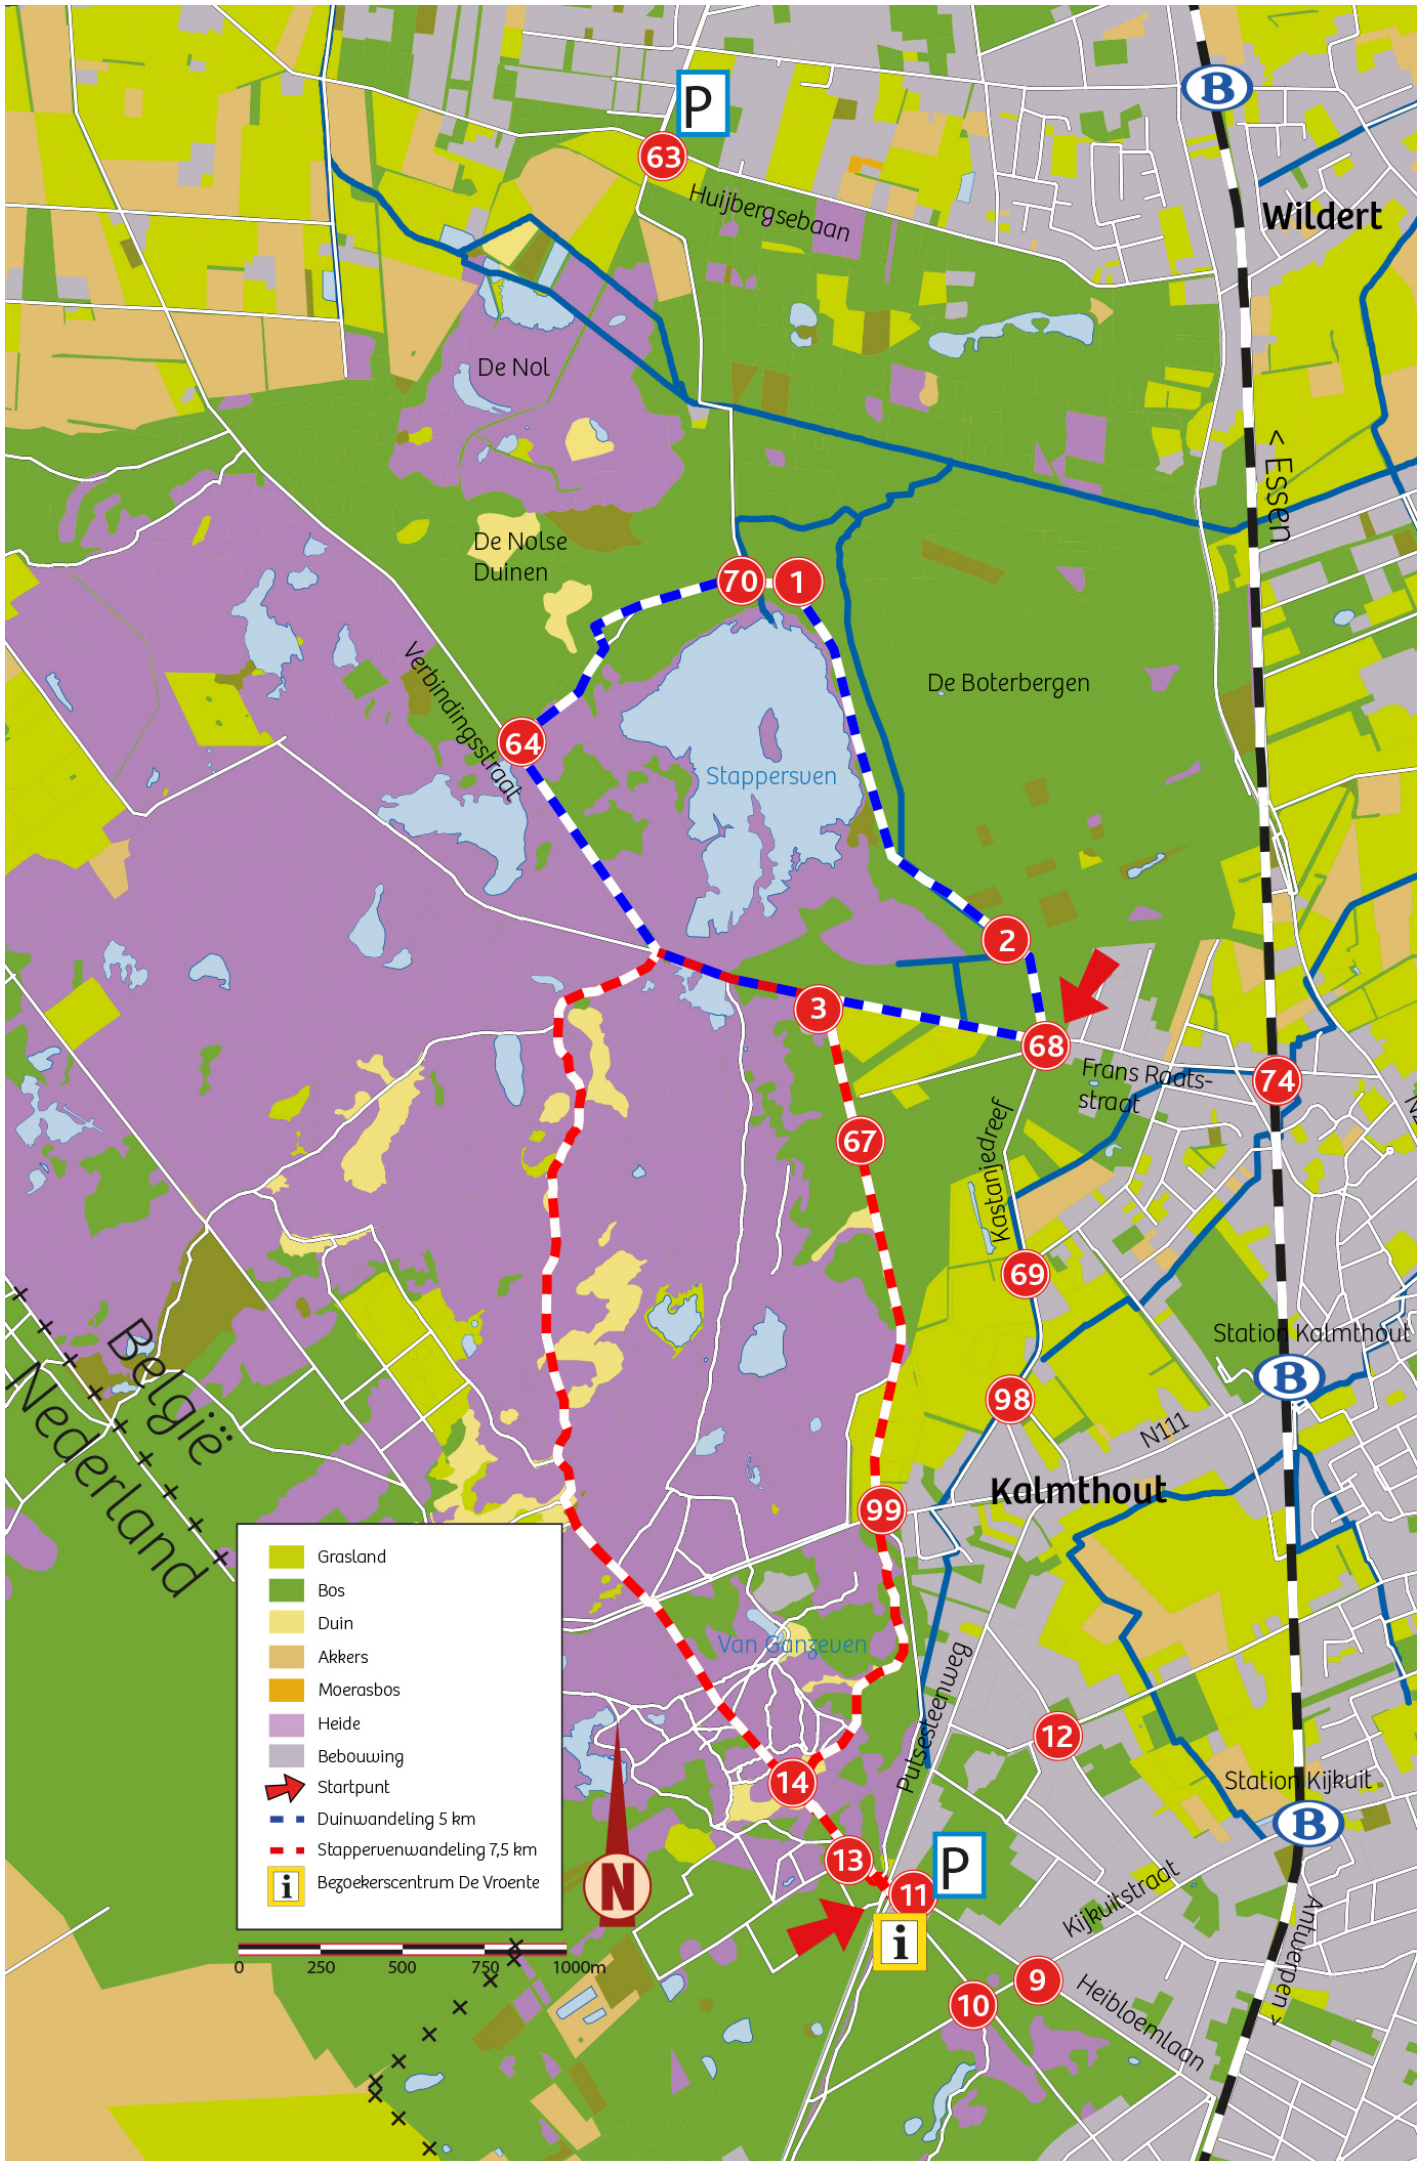 P
B
63
Huijbergsebaan
Wildert
De Nol
< Essen
De Nolse
Duinen
70
1
Verbindingsstraat
De Boterbergen
64
Stappersven
2
3
68
Frans Raats-
straat
74
Kastanjedreef
67
69
Station Kalmthout
B
België
Nederland
98
N111
Kalmthout
99
Grasland
Bos
Duin
Akkers
Moerasbos
Heide
Bebouwing
Startpunt
Duinwandeling 5 km
Stappervenwandeling 7,5 km
i
Bezoekerscentrum De Vroente
N
0 250 500 750 1000m
Van Ganzeven
Putsesteenweg
12
Station Kijkuit
B
14
13
P
11
i
Kijkuitstraat
Antwerpen >
9
10
Heibloemlaan